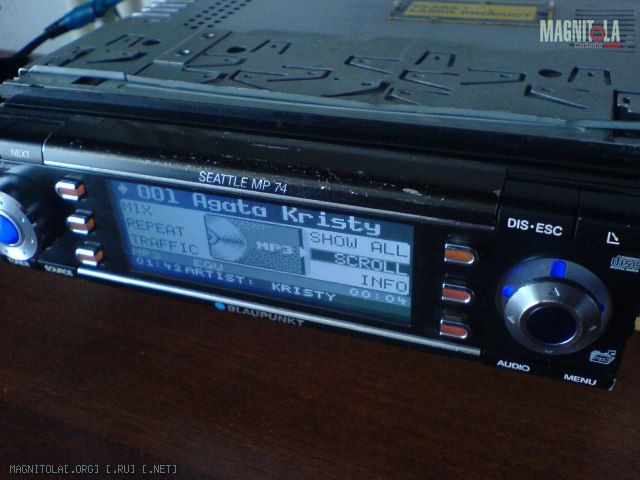 MAGNITOLA
NEXT
SEATTLE MP 74
001 Agata Kristy
MIX
REPEAT
TRAFFIC
MP3
SHOW ALL
SCROLL
INFO
01:42 ARTIST: KRISTY 00:04
SOURCE
BLAUPUNKT
DIS•ESC
disc
AUDIO
MENU
MAGNITOLA[.ORG] [.RU] [.NET]